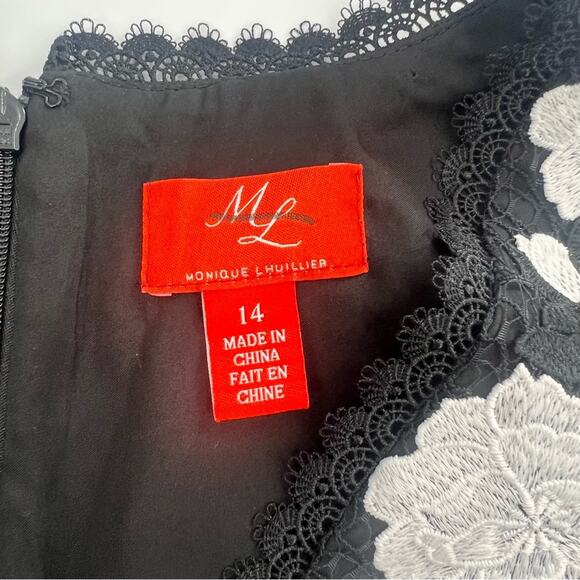 ML
MONIQUE LHUILLIER
14
MADE IN
CHINA
FAIT EN
CHINE